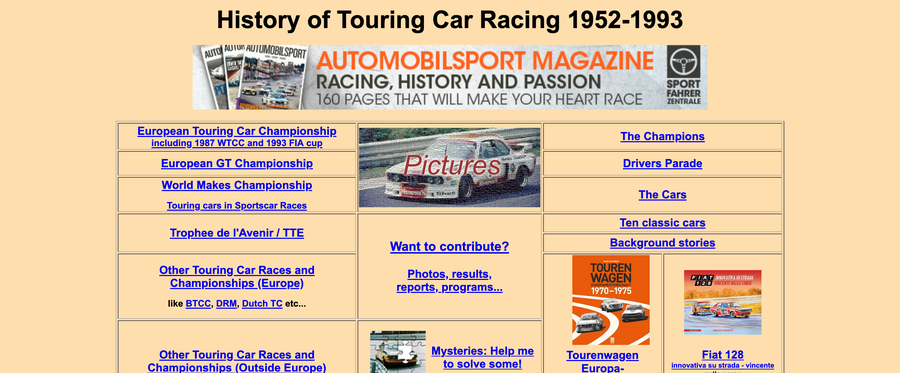 History of Touring Car Racing 1952-1993
AUTOMOBILSPORT
AUTOMOBILSPORT MAGAZINE
RACING, HISTORY AND PASSION
160 PAGES THAT WILL MAKE YOUR HEART RACE
SPORT
FAHRER
ZENTRALE
European Touring Car Championship
including 1987 WTCC and 1993 FIA cup
European GT Championship
World Makes Championship
Touring cars in Sportscar Races
Pictures
The Champions
Drivers Parade
The Cars
Trophee de l'Avenir / TTE
Want to contribute?
Photos, results,
reports, programs...
Ten classic cars
Background stories
Other Touring Car Races and
Championships (Europe)
like BTCC, DRM, Dutch TC etc...
TOUREN
WAGEN
1970-1975
FIAT
128
INNOVATIVA SU STRADA
Other Touring Car Races and
Championships (Outside Europe)
Mysteries: Help me
to solve some!
Tourenwagen
Europa-
Fiat 128
innovativa su strada - vincente